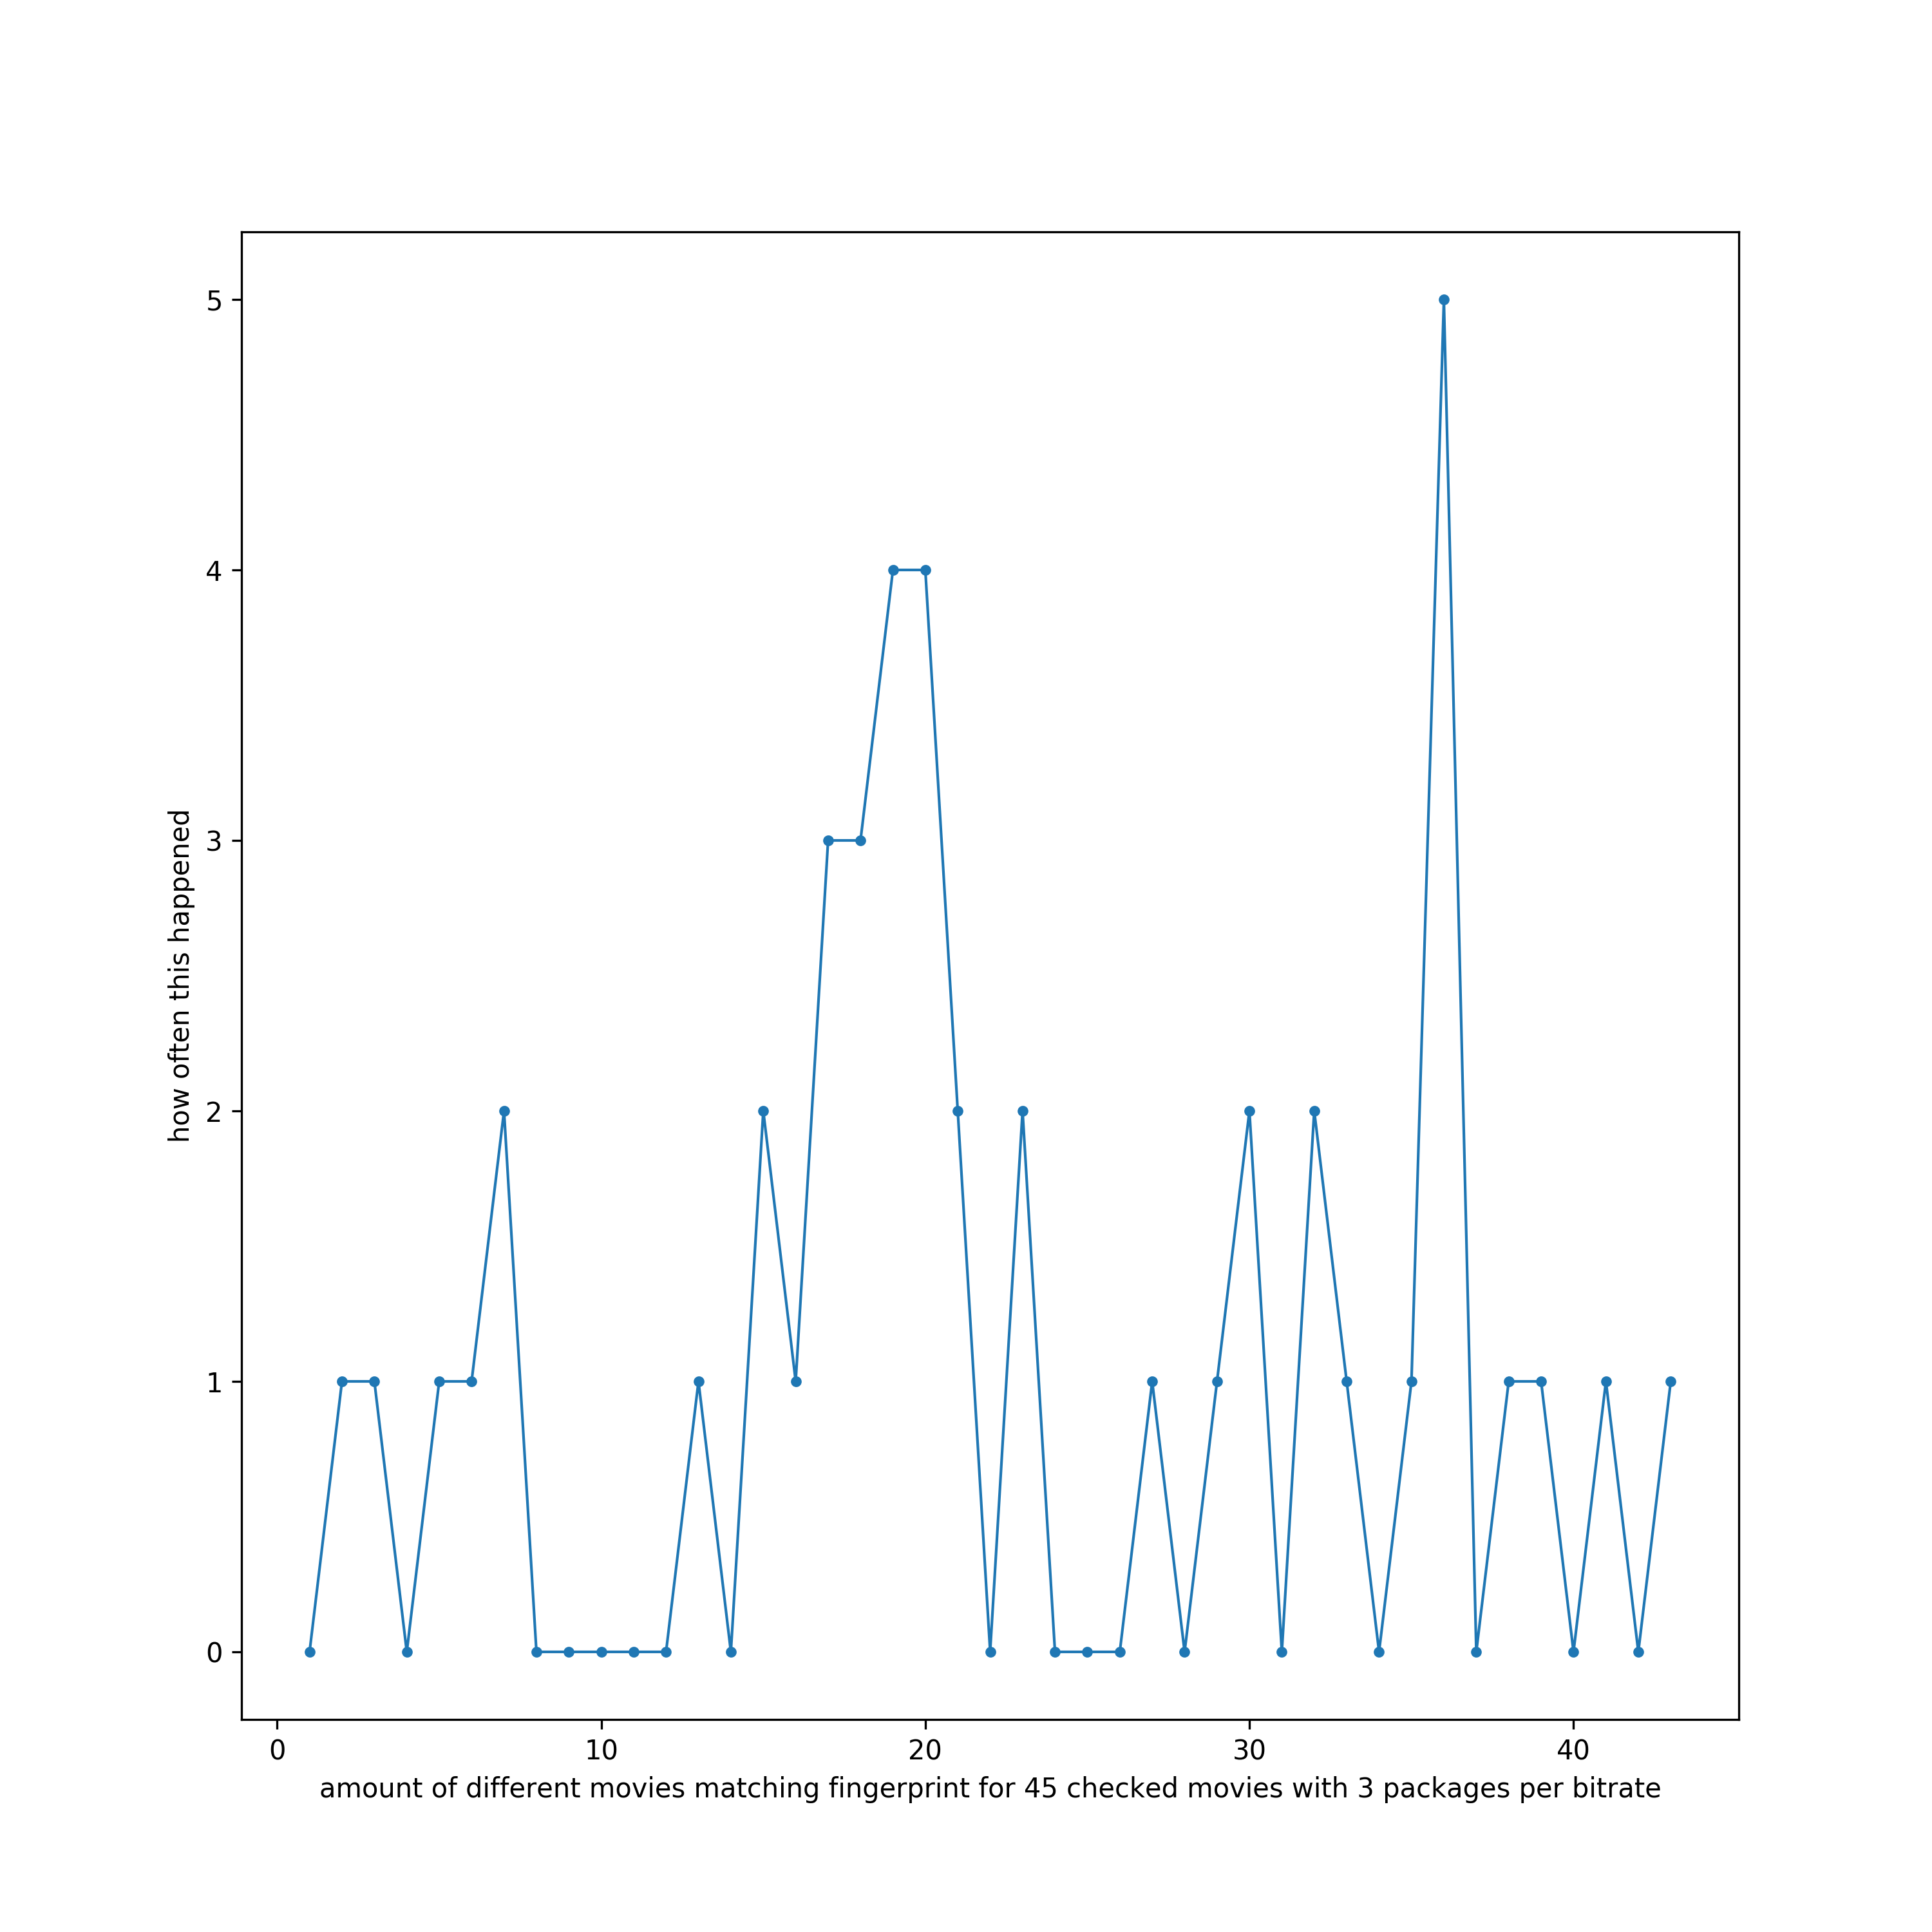 5
4
3
2
1
0
how often this happened
0 10 20 30 40
amount of different movies matching fingerprint for 45 checked movies with 3 packages per bitrate